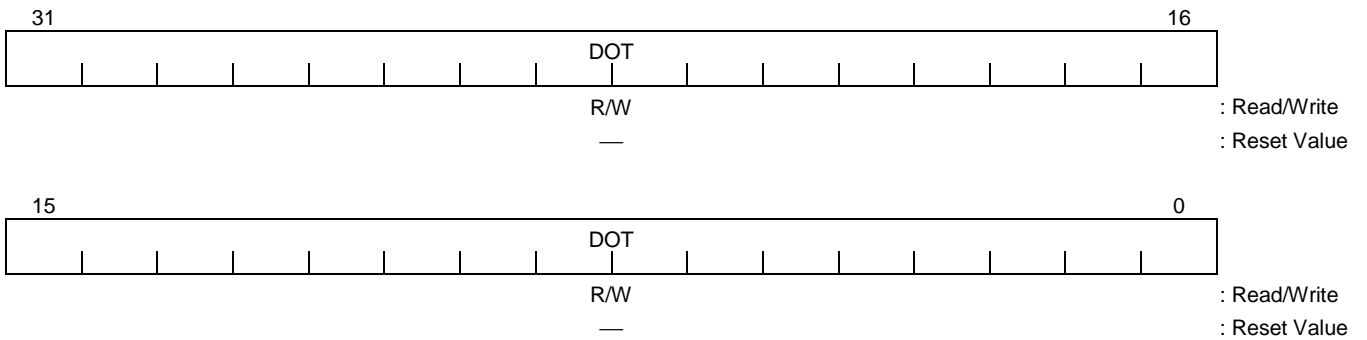 31 16
DOT
R/W : Read/Write
— : Reset Value
15 0
DOT
R/W : Read/Write
— : Reset Value